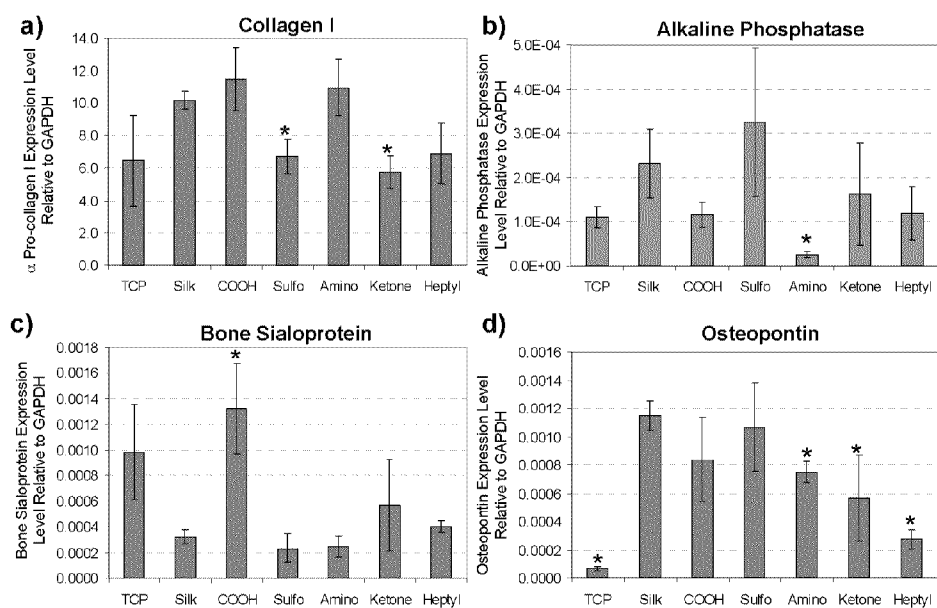 a)
Collagen I
α Pro-collagen I Expression Level
Relative to GAPDH
14.0
12.0
10.0
8.0
6.0
4.0
2.0
0.0
*
*
TCP Silk COOH Sulfo Amino Ketone Heptyl
b)
Alkaline Phosphatase
Alkaline Phosphatase Expression
Level Relative to GAPDH
5.0E-04
4.0E-04
3.0E-04
2.0E-04
1.0E-04
0.0E+00
*
TCP Silk COOH Sulfo Amino Ketone Heptyl
c)
Bone Sialoprotein
Bone Sialoprotein Expression
Level Relative to GAPDH
0.0018
0.0016
0.0014
0.0012
0.0010
0.0008
0.0006
0.0004
0.0002
0.0000
*
TCP Silk COOH Sulfo Amino Ketone Heptyl
d)
Osteopontin
Osteopontin Expression Level
Relative to GAPDH
0.0016
0.0014
0.0012
0.0010
0.0008
0.0006
0.0004
0.0002
0.0000
*
*
*
*
TCP Silk COOH Sulfo Amino Ketone Heptyl